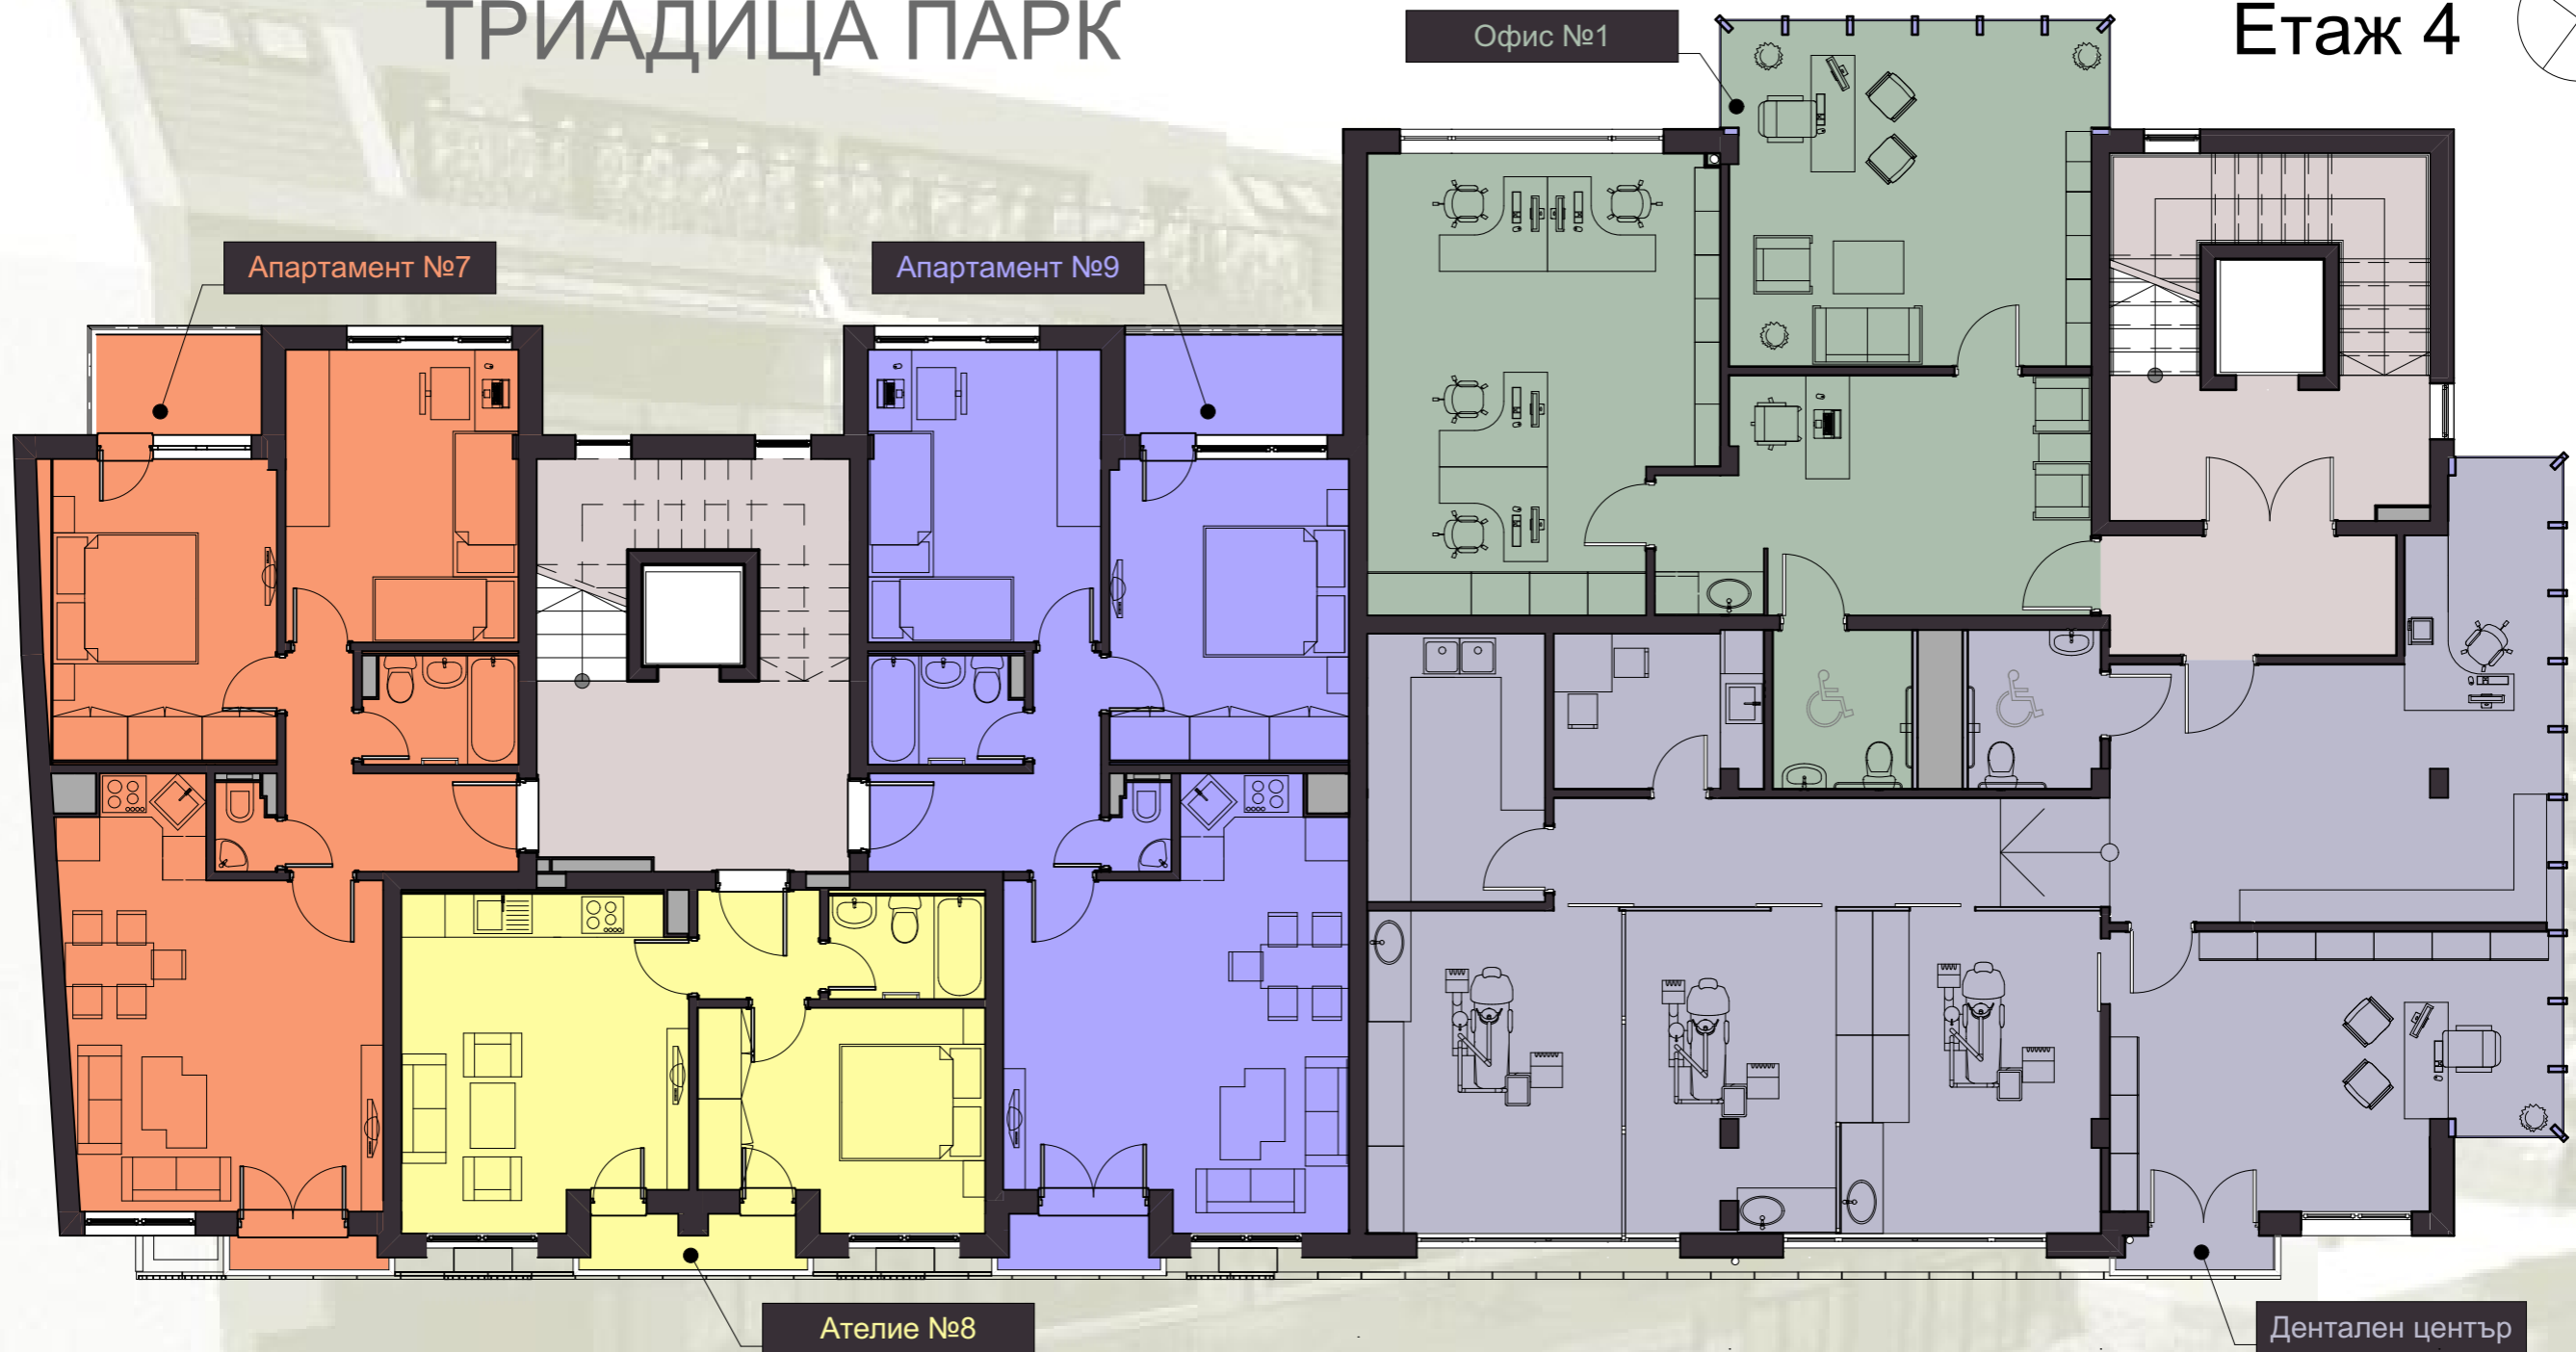 ТРИАДИЦА ПАРК
Офис №1
Етаж 4
Апартамент №7
Апартамент №9
Ателие №8
Дентален център